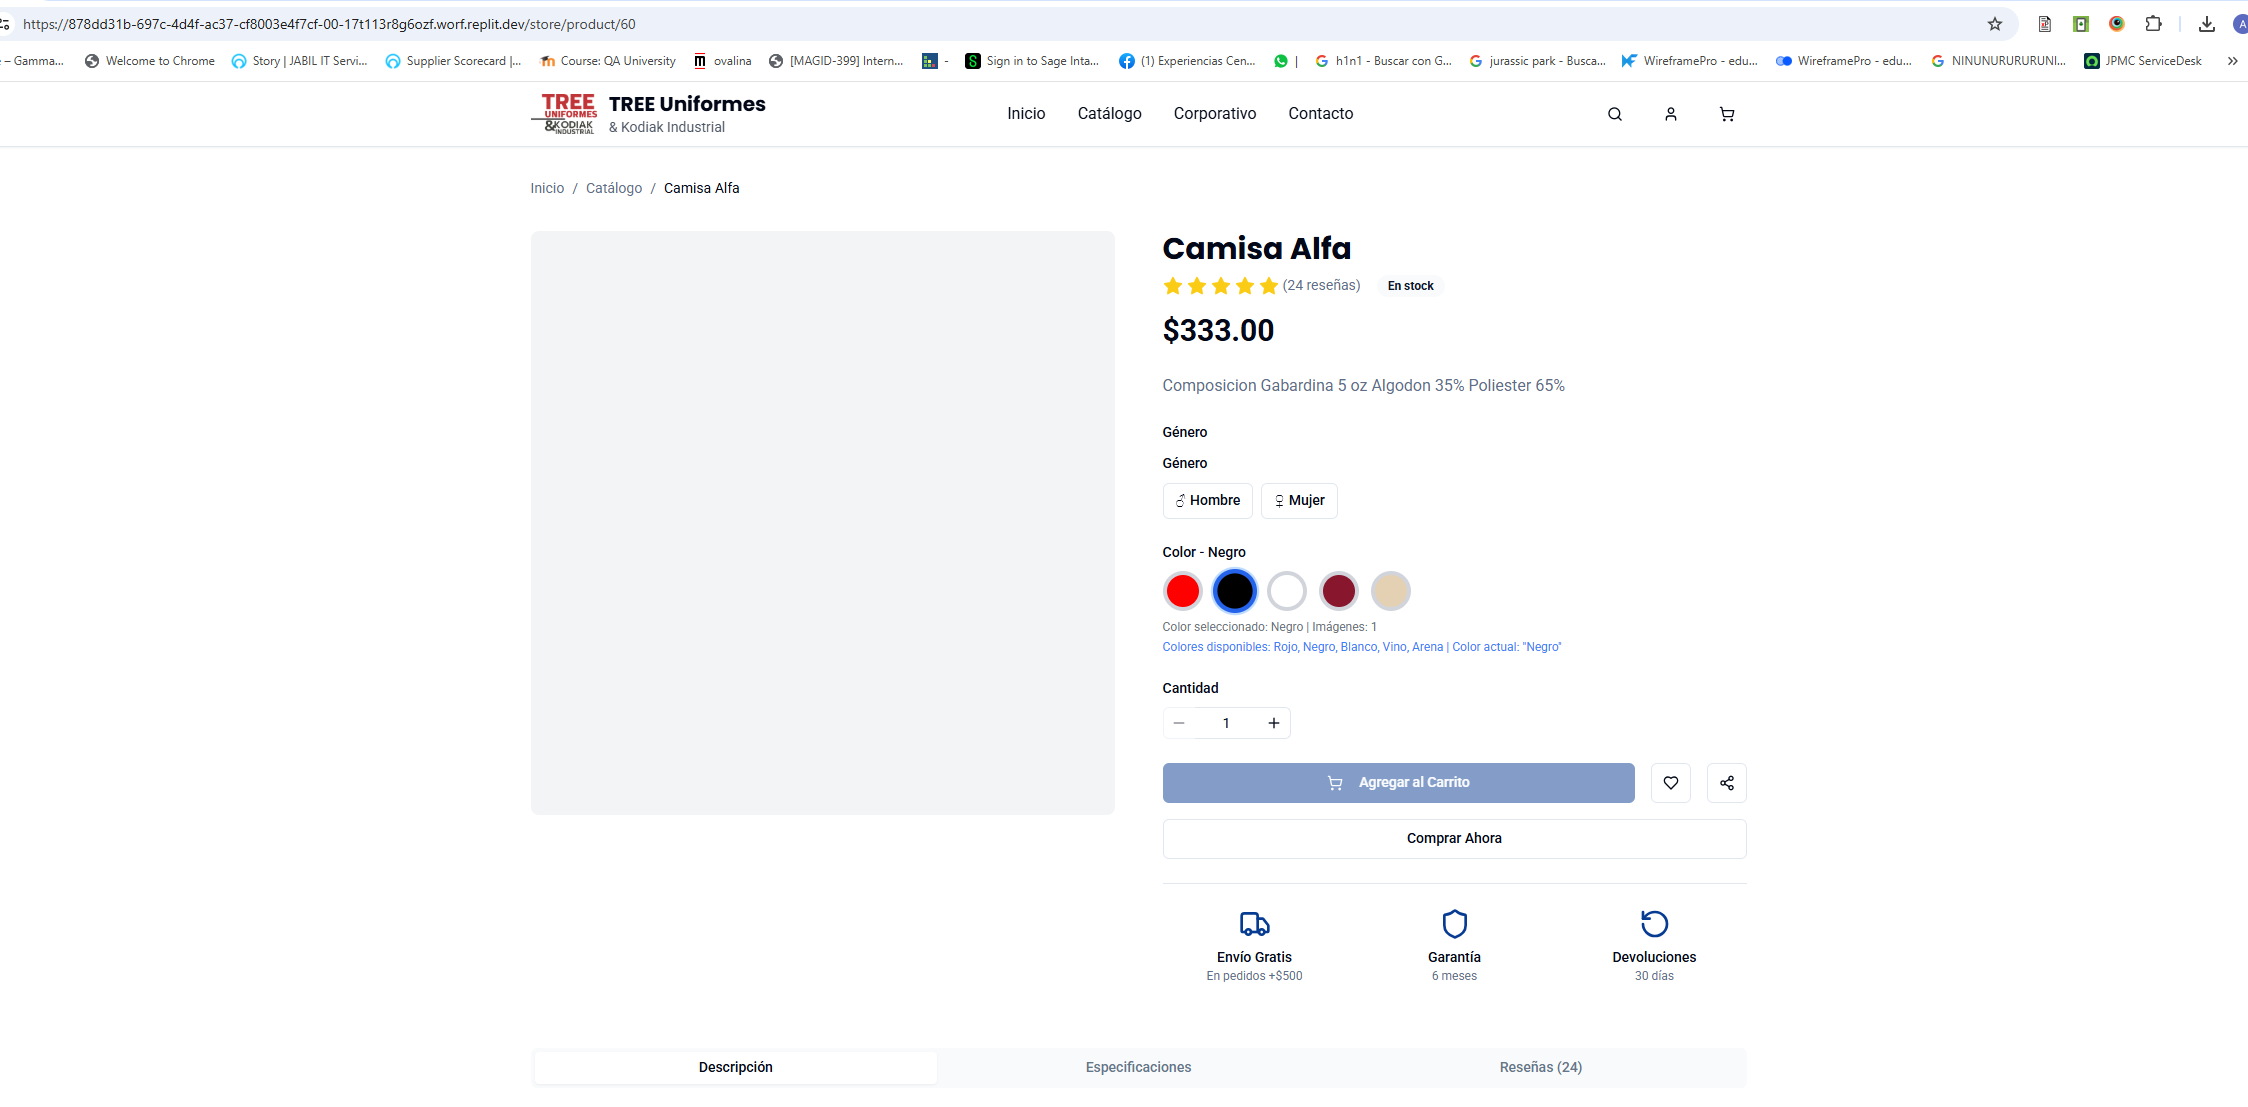 https://878dd31b-697c-4d4f-ac37-cf8003e4f7cf-00-17t113r8g6ozf.worf.replit.dev/store/product/60
– Gamma... Welcome to Chrome Story | JABIL IT Servi... Supplier Scorecard |... Course: QA University ovalina [MAGID-399] Intern... - Sign in to Sage Inta... (1) Experiencias Cen... | h1n1 - Buscar con G... jurassic park - Busca... WireframePro - edu... WireframePro - edu... NINUNURURURUNI... JPMC ServiceDesk »
TREE
UNIFORMES
&KODIAK
INDUSTRIAL
TREE Uniformes
& Kodiak Industrial
Inicio Catálogo Corporativo Contacto
Inicio / Catálogo / Camisa Alfa
Camisa Alfa
(24 reseñas) En stock
$333.00
Composicion Gabardina 5 oz Algodon 35% Poliester 65%
Género
Género
♂ Hombre ♀ Mujer
Color - Negro
Color seleccionado: Negro | Imágenes: 1
Colores disponibles: Rojo, Negro, Blanco, Vino, Arena | Color actual: "Negro"
Cantidad
1
Agregar al Carrito
Comprar Ahora
Envío Gratis
En pedidos +$500
Garantía
6 meses
Devoluciones
30 días
Descripción Especificaciones Reseñas (24)